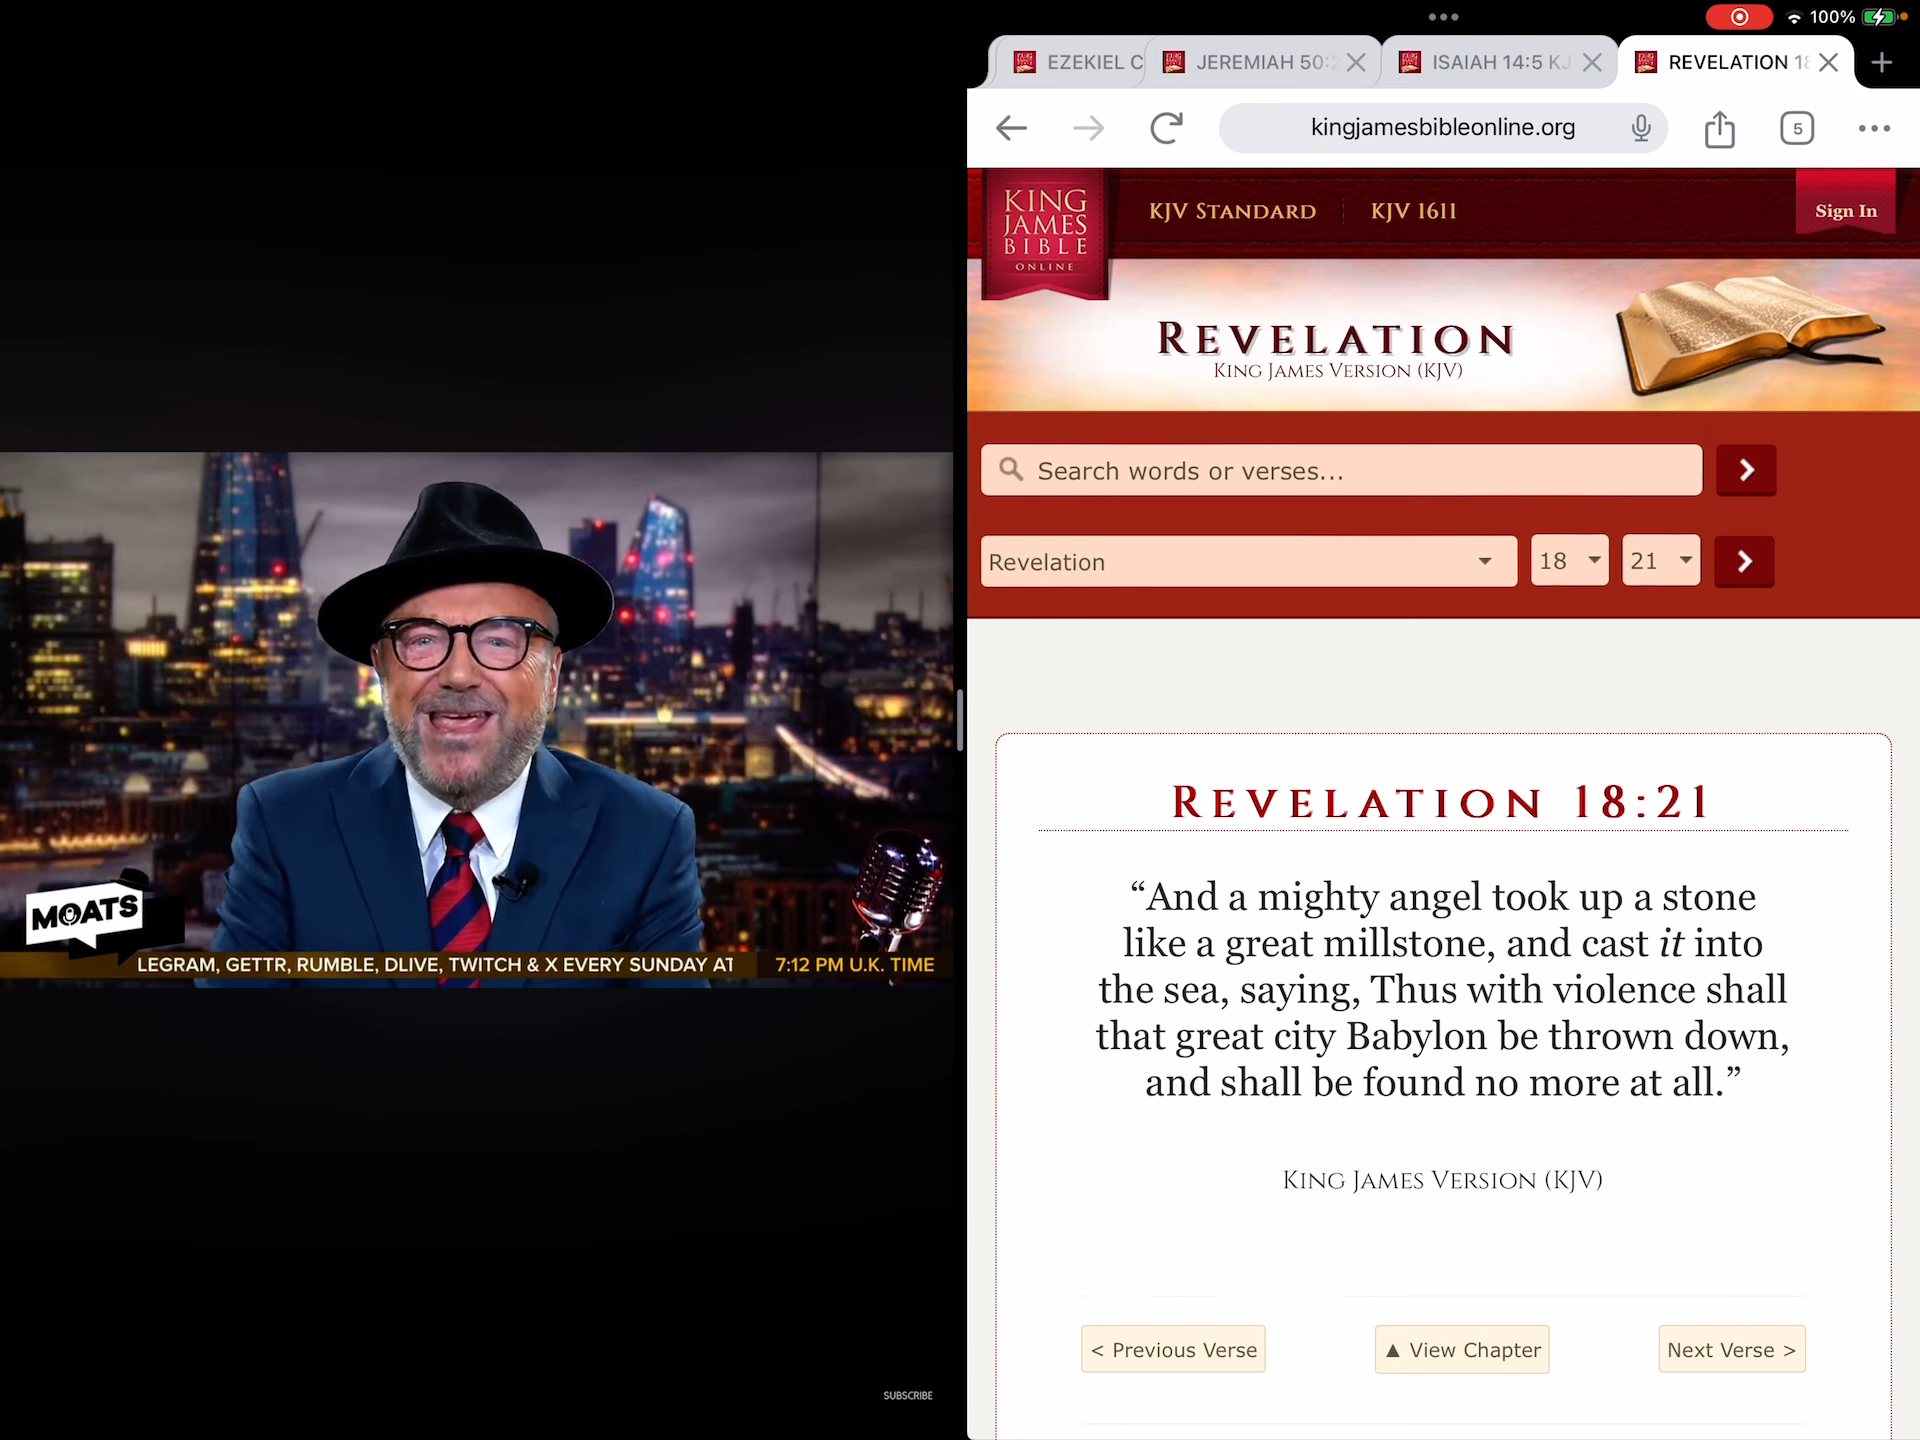 MOATS
LEGRAM, GETTR, RUMBLE, DLIVE, TWITCH & X EVERY SUNDAY AT
7:12 PM U.K. TIME
SUBSCRIBE
100%
EZEKIEL C
JEREMIAH 50:2
ISAIAH 14:5 KJ
REVELATION 18
kingjamesbibleonline.org
5
KING
JAMES
BIBLE
ONLINE
KJV STANDARD
KJV 1611
Sign In
REVELATION
KING JAMES VERSION (KJV)
Search words or verses...
Revelation
18
21
REVELATION 18:21
“And a mighty angel took up a stone
like a great millstone, and cast it into
the sea, saying, Thus with violence shall
that great city Babylon be thrown down,
and shall be found no more at all.”
KING JAMES VERSION (KJV)
< Previous Verse
▲ View Chapter
Next Verse >